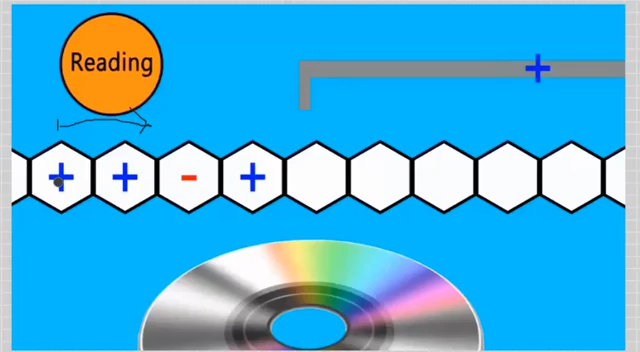 Reading
+
+ + - +